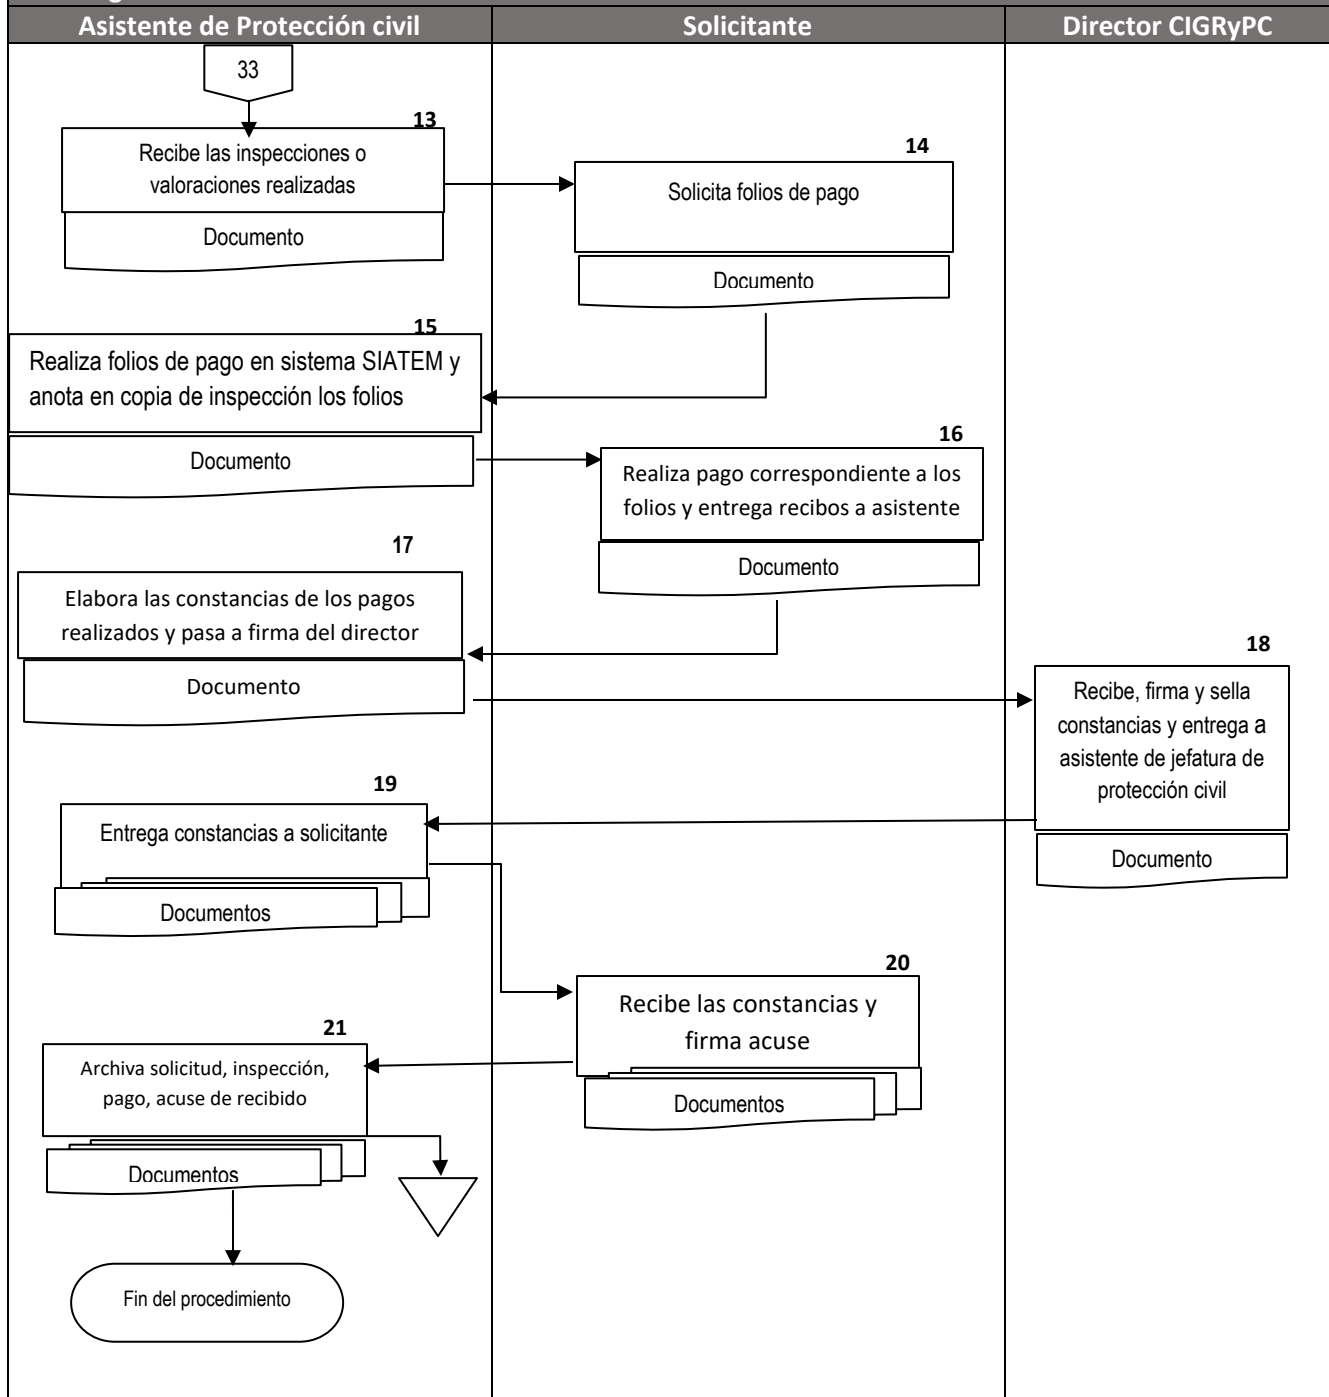 Asistente de Protección civil
Solicitante
Director CIGRyPC
33
13
Recibe las inspecciones o
valoraciones realizadas
Documento
14
Solicita folios de pago
Documento
15
Realiza folios de pago en sistema SIATEM y
anota en copia de inspección los folios
Documento
16
Realiza pago correspondiente a los
folios y entrega recibos a asistente
Documento
17
Elabora las constancias de los pagos
realizados y pasa a firma del director
Documento
18
Recibe, firma y sella
constancias y entrega a
asistente de jefatura de
protección civil
Documento
19
Entrega constancias a solicitante
Documentos
20
Recibe las constancias y
firma acuse
Documentos
21
Archiva solicitud, inspección,
pago, acuse de recibido
Documentos
Fin del procedimiento